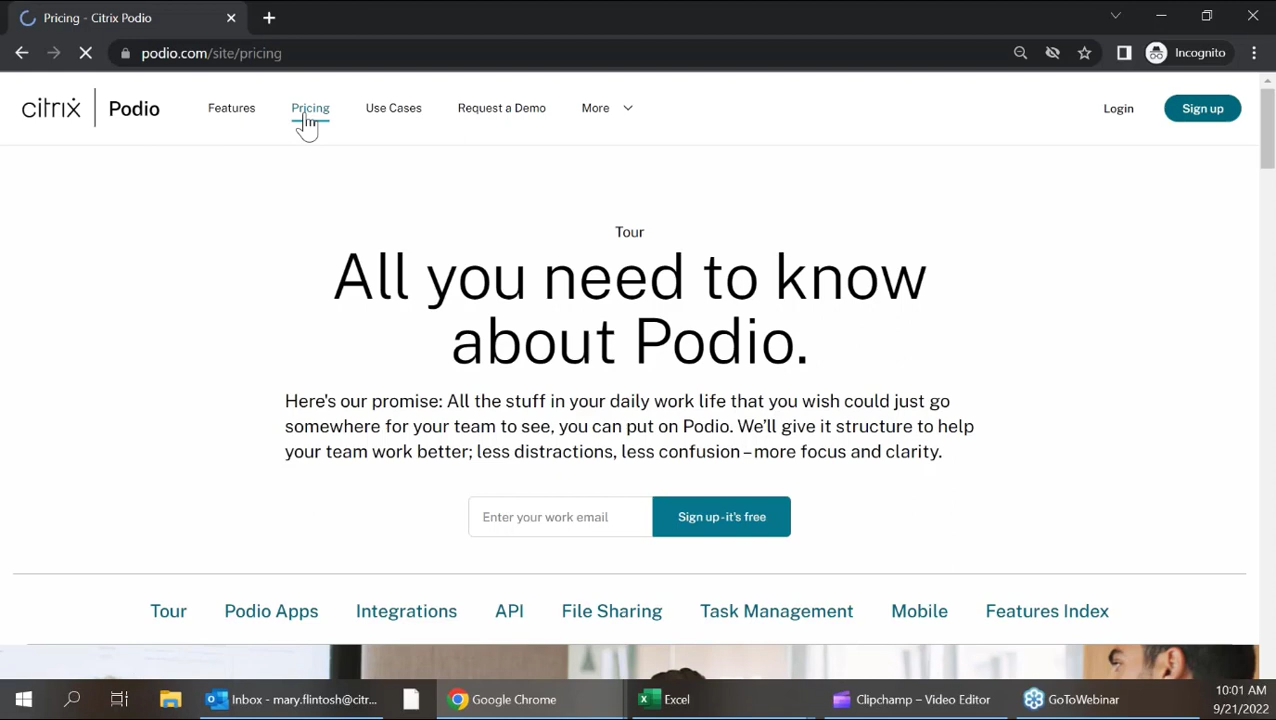 Pricing - Citrix Podio
podio.com/site/pricing
Incognito
citrix Podio Features Pricing Use Cases Request a Demo More Login Sign up
Tour
All you need to know
about Podio.
Here's our promise: All the stuff in your daily work life that you wish could just go
somewhere for your team to see, you can put on Podio. We'll give it structure to help
your team work better; less distractions, less confusion – more focus and clarity.
Enter your work email Sign up - it's free
Tour Podio Apps Integrations API File Sharing Task Management Mobile Features Index
Inbox - mary.flintosh@citr... Google Chrome Excel Clipchamp – Video Editor GoToWebinar
10:01 AM
9/21/2022